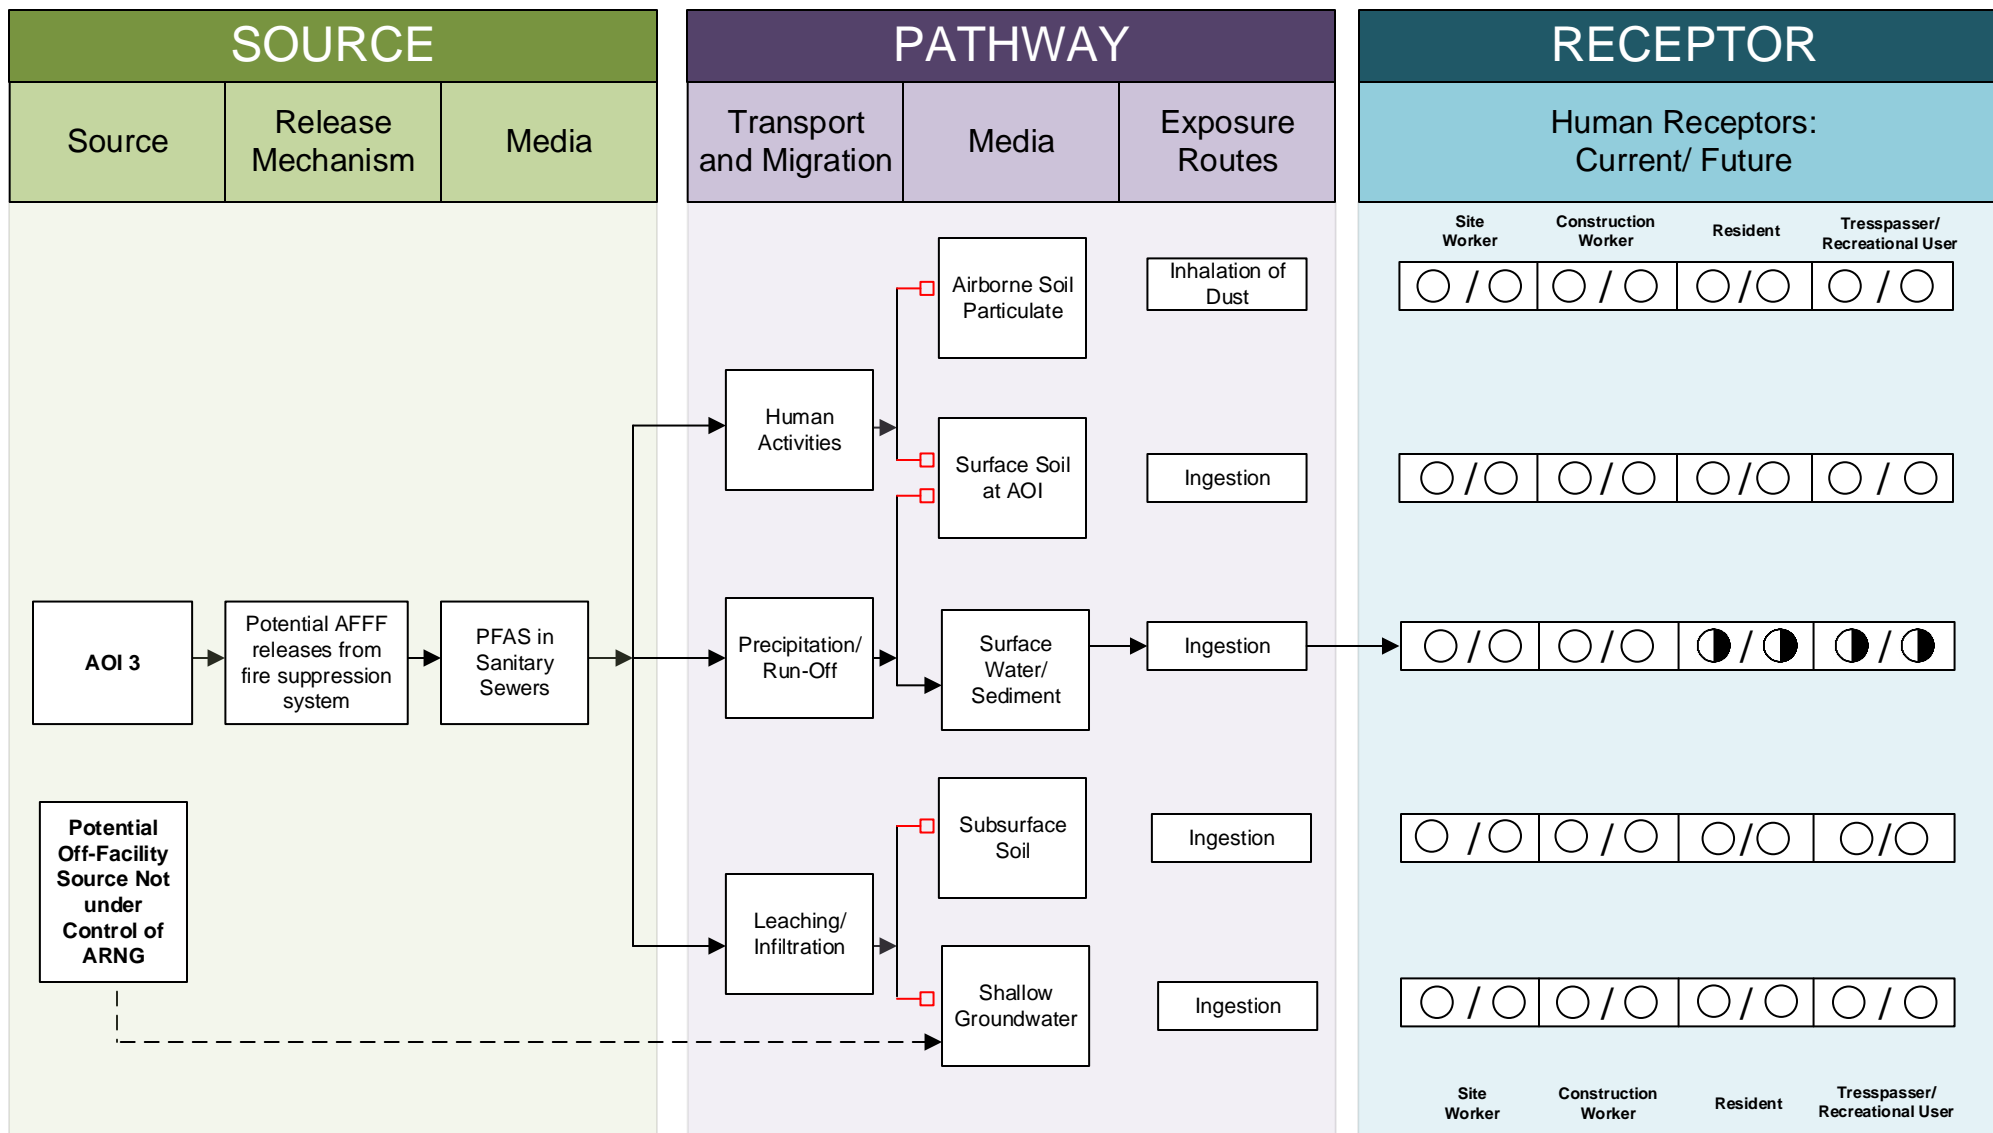 SOURCE
PATHWAY
RECEPTOR
Source
Release
Mechanism
Media
Transport
and Migration
Media
Exposure
Routes
Human Receptors:
Current/ Future
Site
Worker
Construction
Worker
Resident
Tresspasser/
Recreational User
Airborne Soil
Particulate
Inhalation of
Dust
/
/
/
/
Human
Activities
Surface Soil
at AOI
Ingestion
/
/
/
/
AOI 3
Potential AFFF
releases from
fire suppression
system
PFAS in
Sanitary
Sewers
Precipitation/
Run-Off
Surface
Water/
Sediment
Ingestion
/
/
/
/
Potential
Off-Facility
Source Not
under
Control of
ARNG
Subsurface
Soil
Ingestion
/
/
/
/
Leaching/
Infiltration
Shallow
Groundwater
Ingestion
/
/
/
/
Site
Worker
Construction
Worker
Resident
Tresspasser/
Recreational User